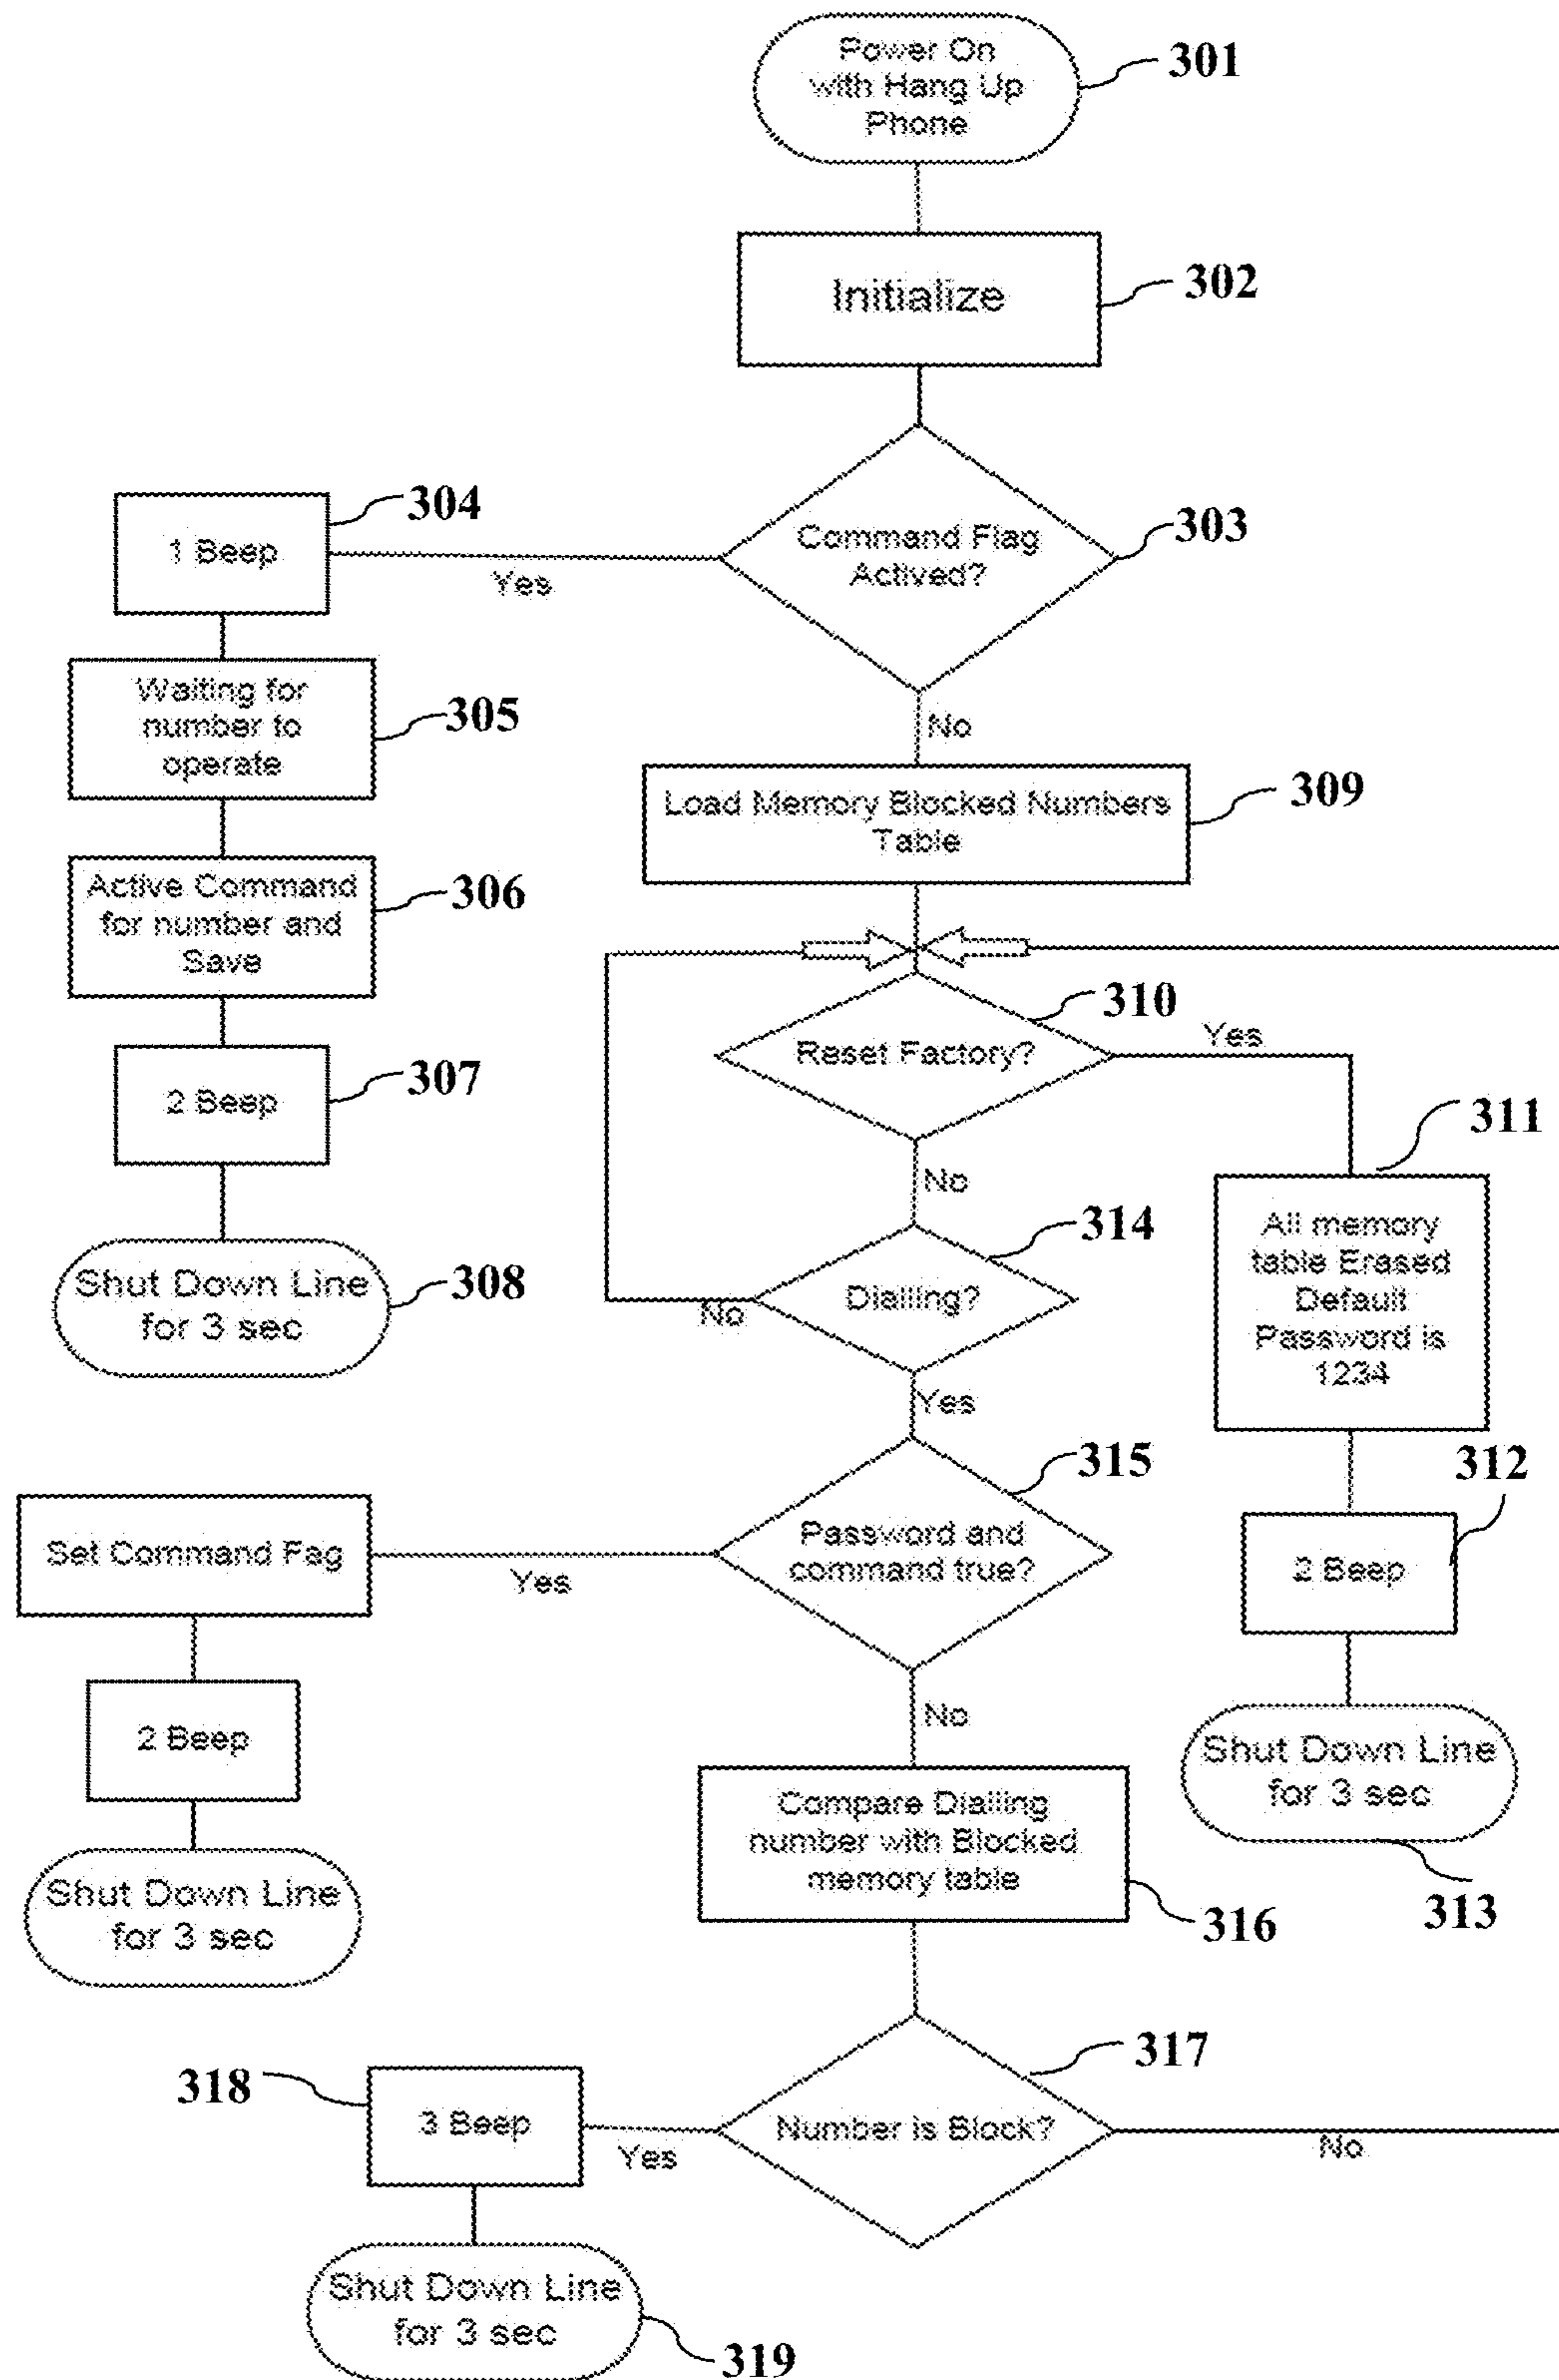 Power On
with Hang Up
Phone
301
Initialize
302
Command Flag
Actived?
303
Yes
1 Beep
304
Waiting for
number to
operate
305
Active Command
for number and
Save
306
2 Beep
307
Shut Down Line
for 3 sec
308
No
Load Memory Blocked Numbers
Table
309
Reset Factory?
310
Yes
All memory
table Erased
Default
Password is
1234
311
2 Beep
312
Shut Down Line
for 3 sec
313
No
Dialling?
314
No
Yes
Password and
command true?
315
Yes
Set Command Fag
2 Beep
Shut Down Line
for 3 sec
No
Compare Dialling
number with Blocked
memory table
316
Number is Block?
317
Yes
3 Beep
318
Shut Down Line
for 3 sec
319
No